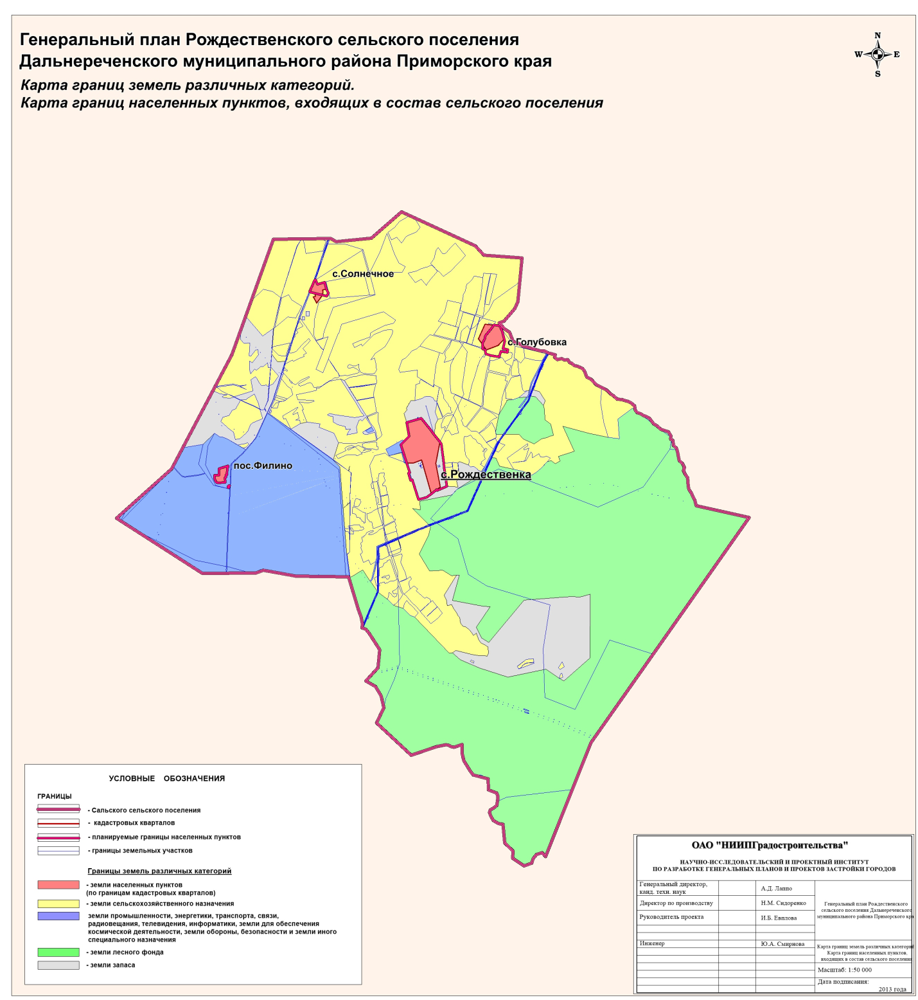 Генеральный план Рождественского сельского поселения
Дальнереченского муниципального района Приморского края
Карта границ земель различных категорий.
Карта границ населенных пунктов, входящих в состав сельского поселения
N
W E
S
с.Солнечное
с.Голубовка
пос.Филино
с.Рождественка
УСЛОВНЫЕ ОБОЗНАЧЕНИЯ
ГРАНИЦЫ
- Сальского сельского поселения
- кадастровых кварталов
- планируемые границы населенных пунктов
- границы земельных участков
Границы земель различных категорий
- земли населенных пунктов
(по границам кадастровых кварталов)
- земли сельскохозяйственного назначения
земли промышленности, энергетики, транспорта, связи,
радиовещания, телевидения, информатики, земли для обеспечения
космической деятельности, земли обороны, безопасности и земли иного
специального назначения
- земли лесного фонда
- земли запаса
ОАО "НИИПГрадостроительства"
НАУЧНО-ИССЛЕДОВАТЕЛЬСКИЙ И ПРОЕКТНЫЙ ИНСТИТУТ
ПО РАЗРАБОТКЕ ГЕНЕРАЛЬНЫХ ПЛАНОВ И ПРОЕКТОВ ЗАСТРОЙКИ ГОРОДОВ
Генеральный директор,
канд. техн. наук
А.Д. Лаппо
Директор по производству
Н.М. Сидоренко
Руководитель проекта
И.Б. Евплова
Генеральный план Рождественского
сельского поселения Дальнереченского
муниципального района Приморского кра
Инженер
Ю.А. Смирнова
Карта границ земель различных категорий
Карта границ населенных пунктов,
входящих в состав сельского поселения
Масштаб: 1:50 000
Дата подписания:
2013 года